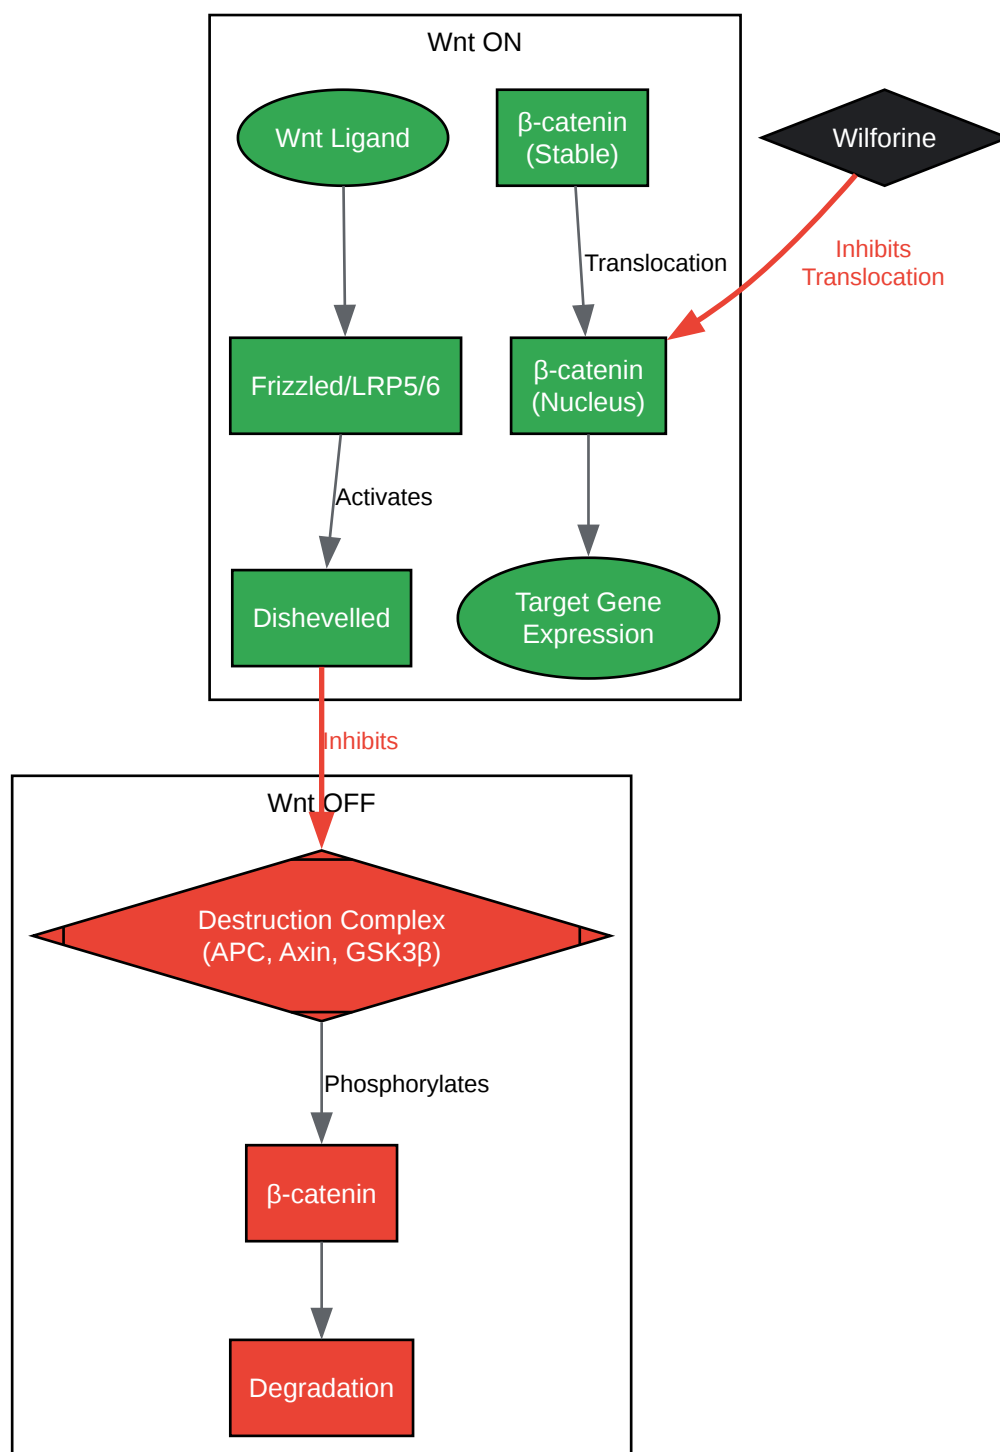 Wnt ON
Wnt Ligand
β-catenin
(Stable)
Wilforine
Translocation
Inhibits
Translocation
Frizzled/LRP5/6
β-catenin
(Nucleus)
Activates
Dishevelled
Target Gene
Expression
Inhibits
Wnt OFF
Destruction Complex
(APC, Axin, GSK3β)
Phosphorylates
β-catenin
Degradation